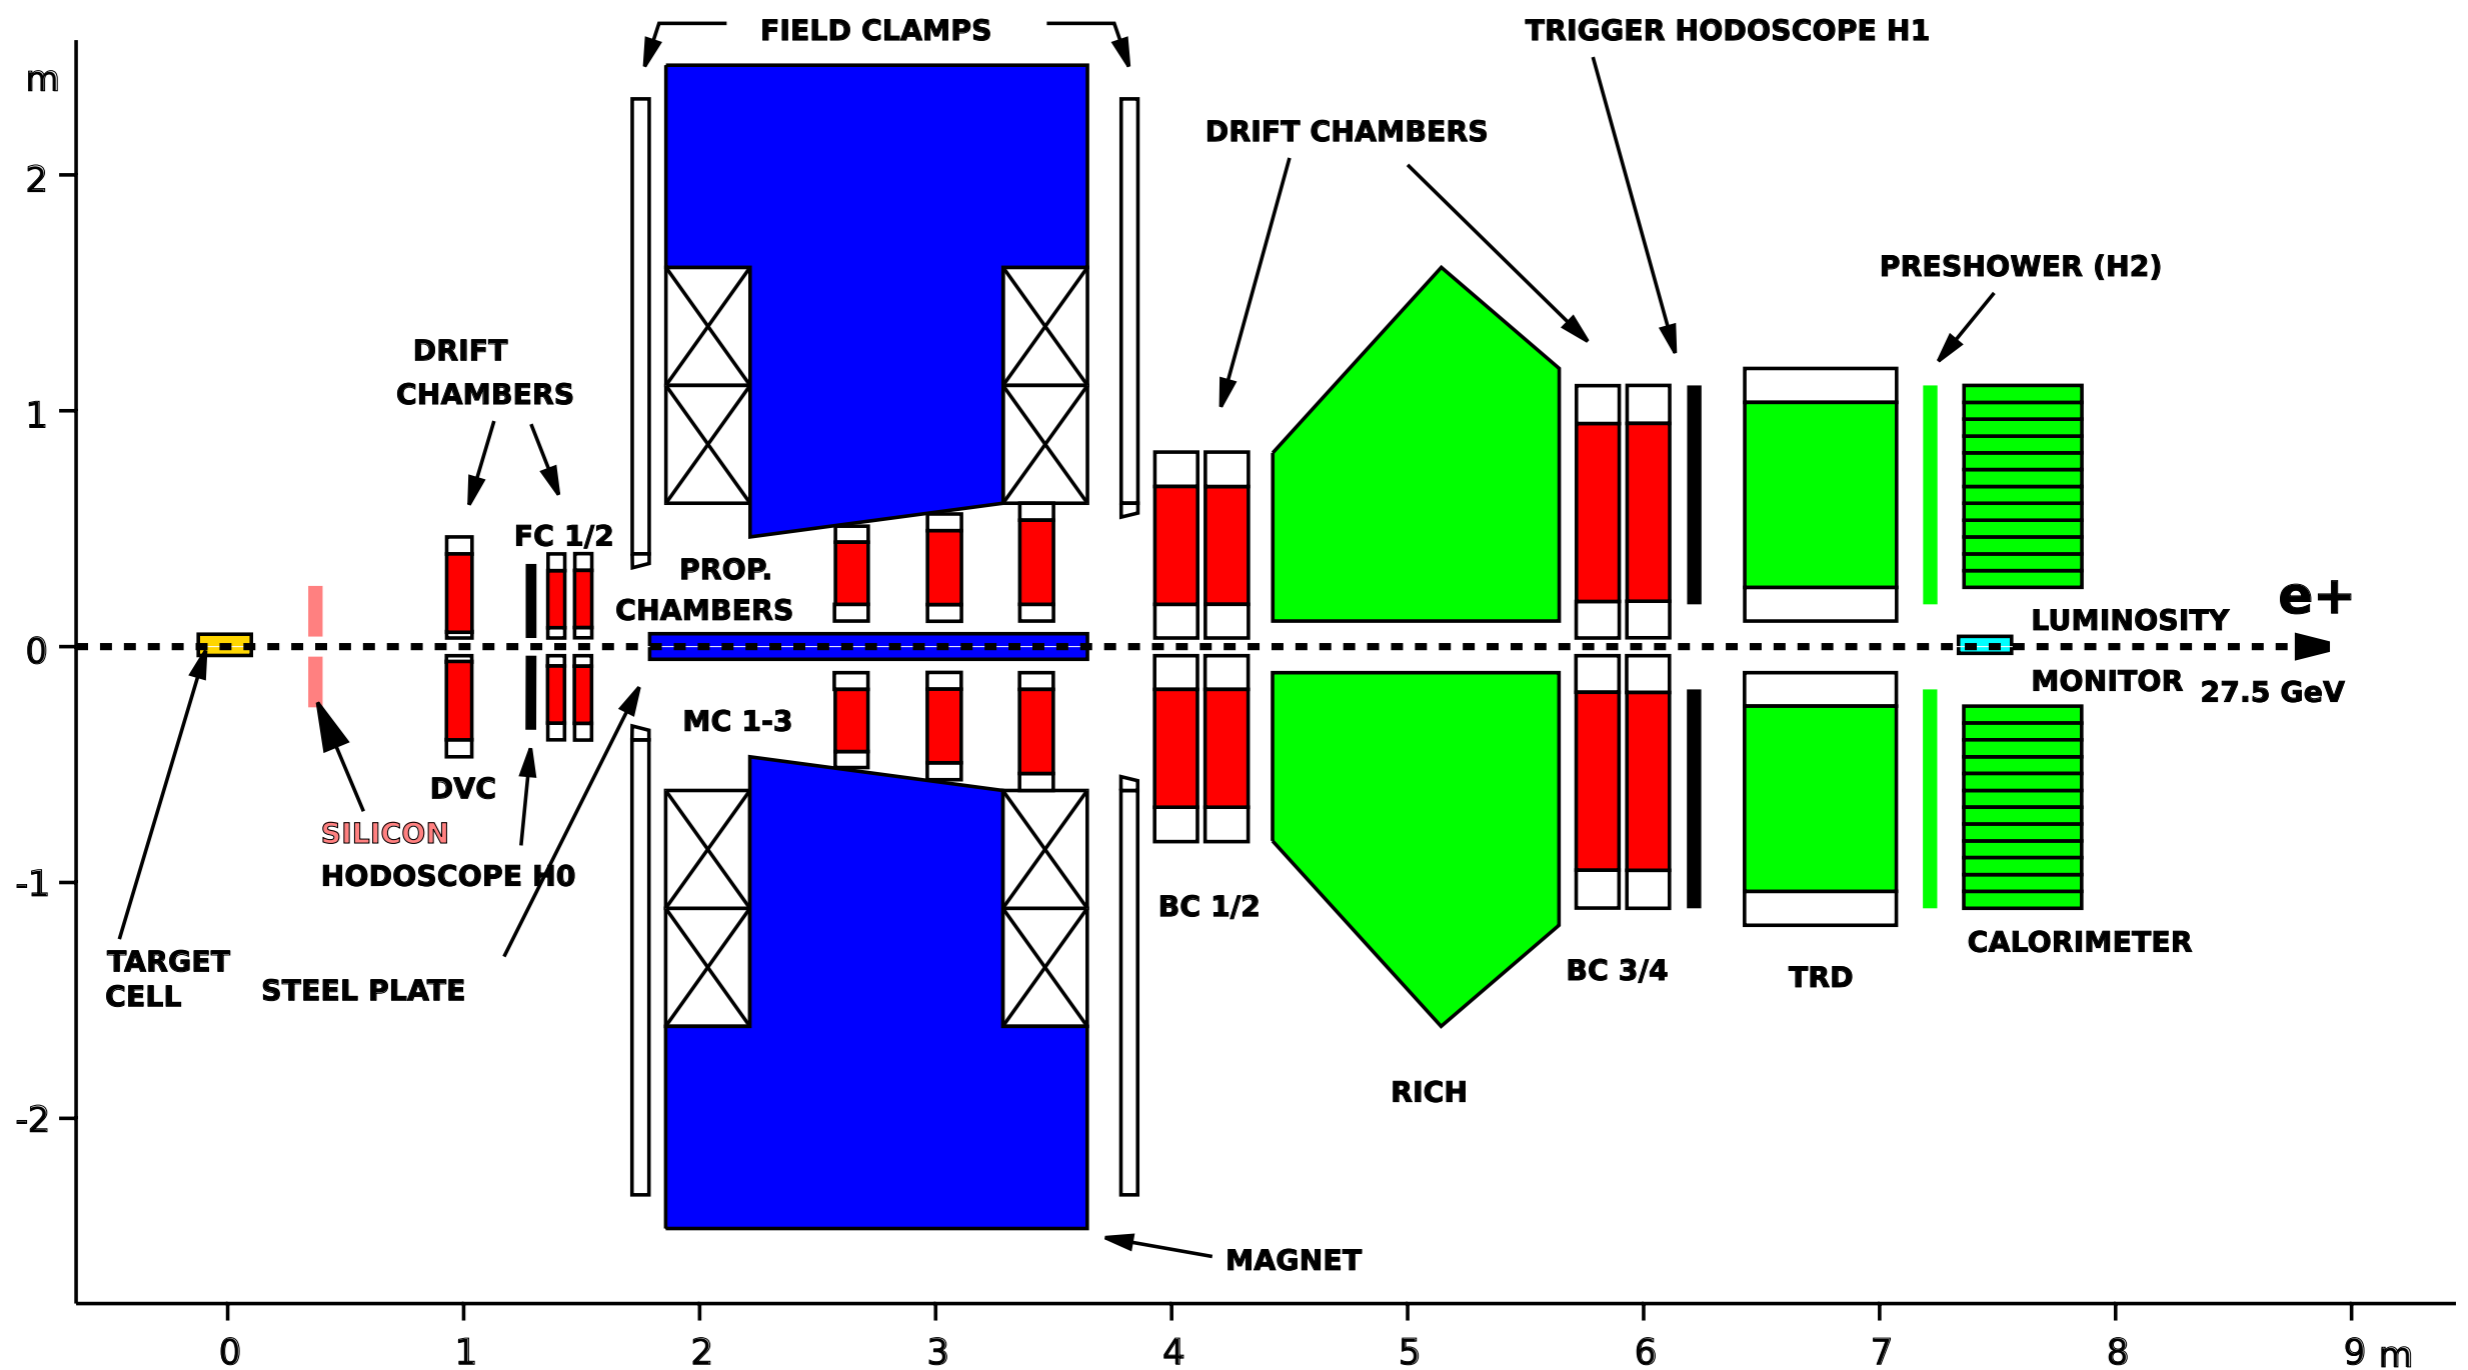 FIELD CLAMPS
TRIGGER HODOSCOPE H1
m
DRIFT CHAMBERS
2
PRESHOWER (H2)
DRIFT
CHAMBERS
1
FC 1/2
PROP.
CHAMBERS
e+
LUMINOSITY
0
MONITOR
27.5 GeV
MC 1-3
DVC
SILICON
HODOSCOPE H0
-1
BC 1/2
CALORIMETER
TARGET
CELL
STEEL PLATE
BC 3/4
TRD
RICH
-2
MAGNET
0 1 2 3 4 5 6 7 8 9 m